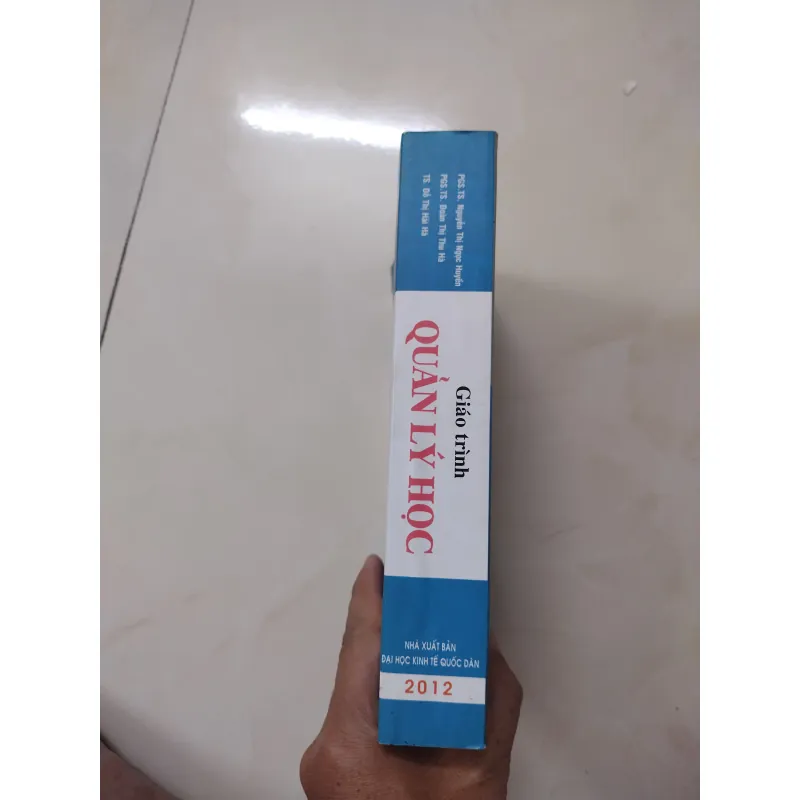 PGS.TS. Nguyễn Thị Ngọc Huyền
PGS.TS. Đoàn Thị Thu Hà
TS. Đỗ Thị Hải Hà
Giáo trình
QUẢN LÝ HỌC
NHÀ XUẤT BẢN
ĐẠI HỌC KINH TẾ QUỐC DÂN
2012